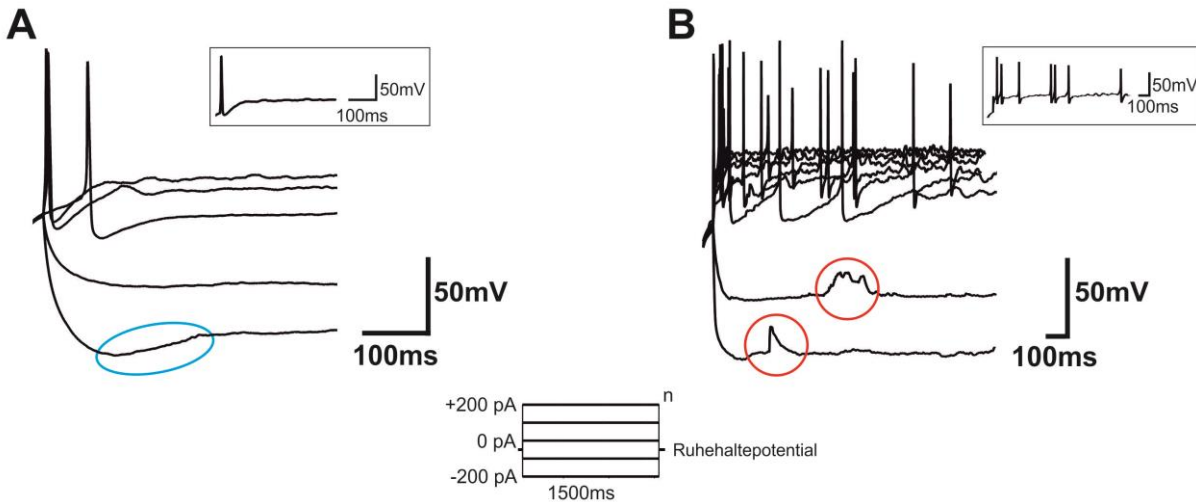 A
50mV
100ms
50mV
100ms
B
50mV
100ms
50mV
100ms
+200 pA
n
0 pA
Ruhehaltepotential
-200 pA
1500ms